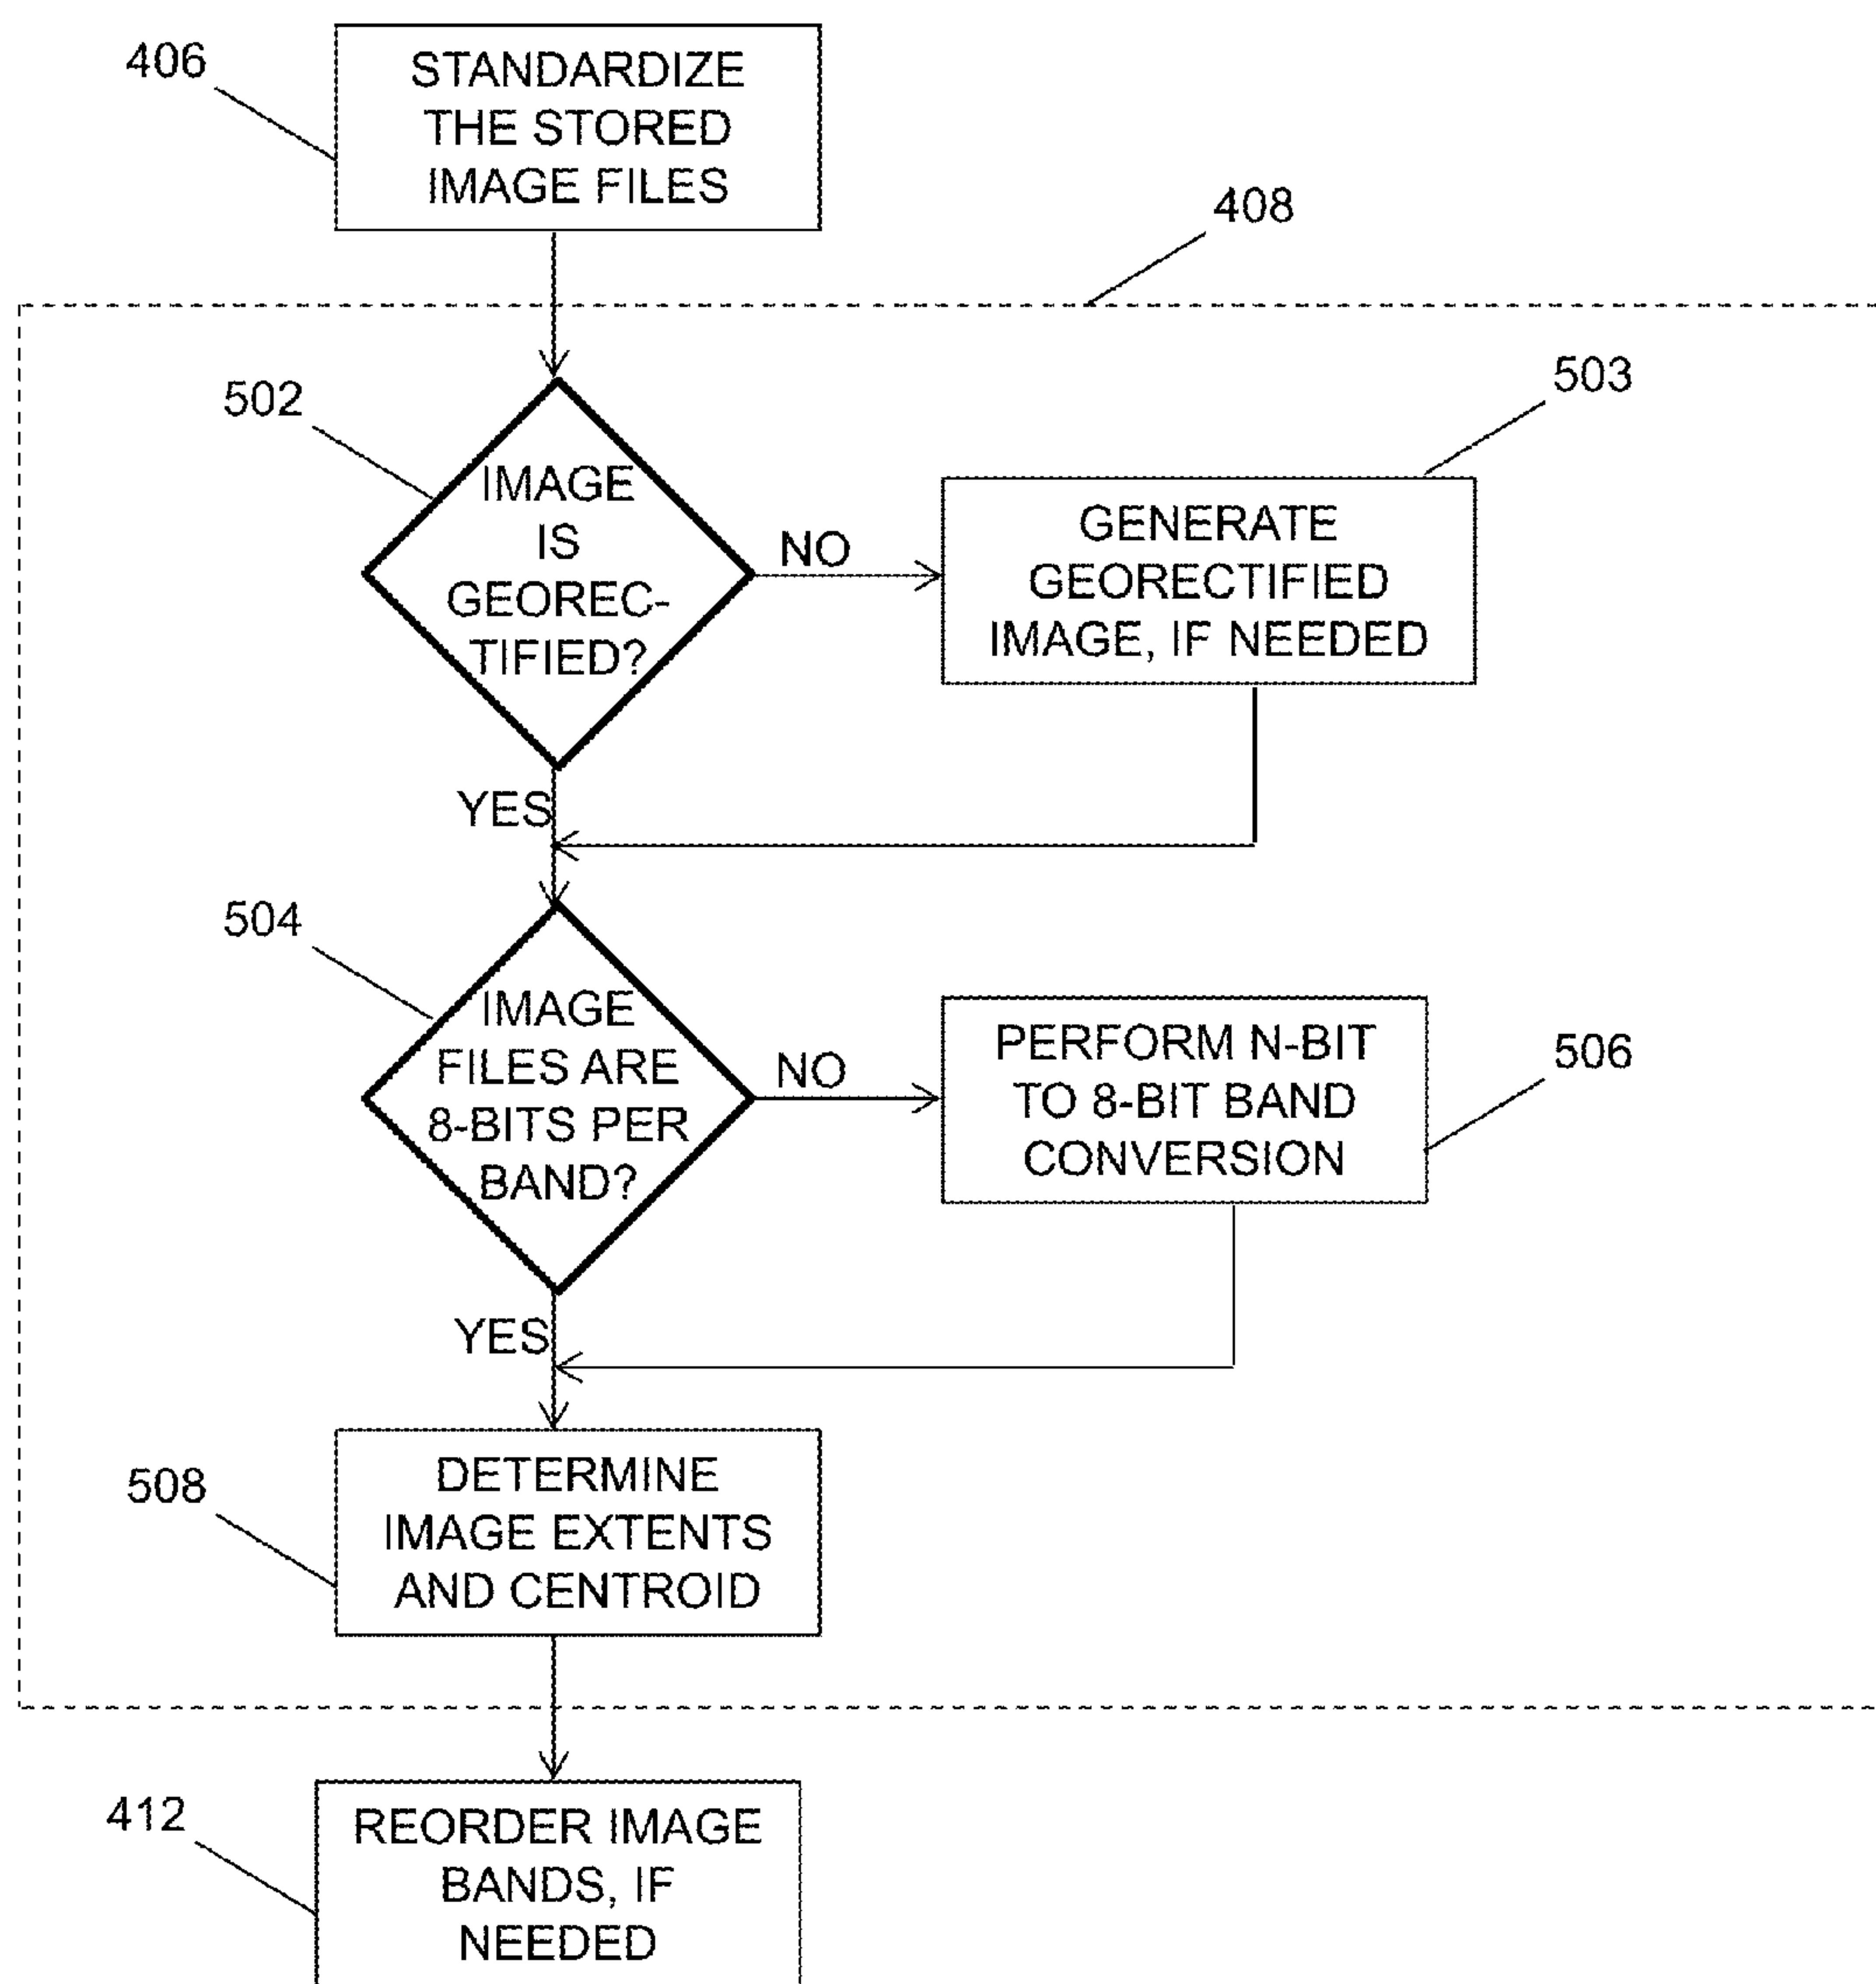 406
STANDARDIZE
THE STORED
IMAGE FILES
408
502
IMAGE
IS
GEOREC-
TIFIED?
NO
503
GENERATE
GEORECTIFIED
IMAGE, IF NEEDED
YES
504
IMAGE
FILES ARE
8-BITS PER
BAND?
NO
PERFORM N-BIT
TO 8-BIT BAND
CONVERSION
506
YES
508
DETERMINE
IMAGE EXTENTS
AND CENTROID
412
REORDER IMAGE
BANDS, IF
NEEDED